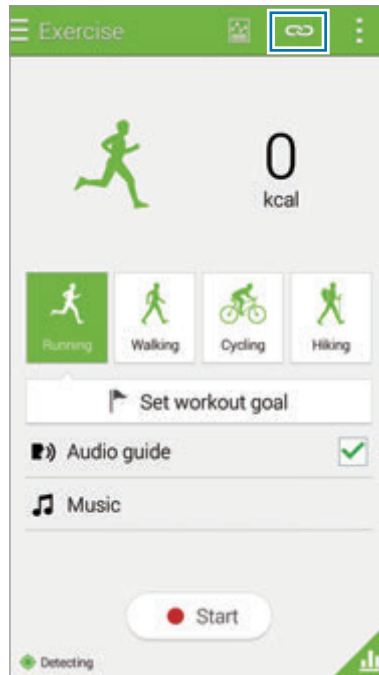 Exercise
0
kcal
Running Walking Cycling Hiking
Set workout goal
Audio guide
Music
Start
Detecting